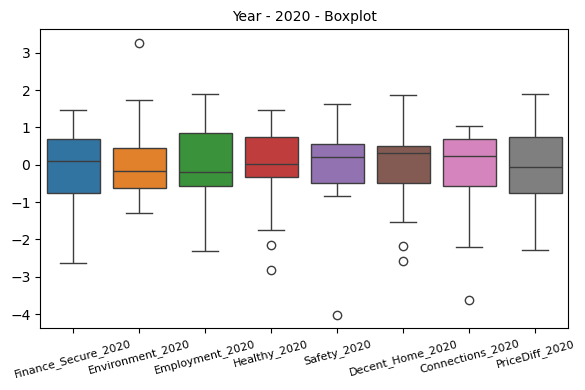 Year - 2020 - Boxplot
3
2
1
0
−1
−2
−3
−4
Finance_Secure_2020
Environment_2020
Employment_2020
Healthy_2020
Safety_2020
Decent_Home_2020
Connections_2020
PriceDiff_2020